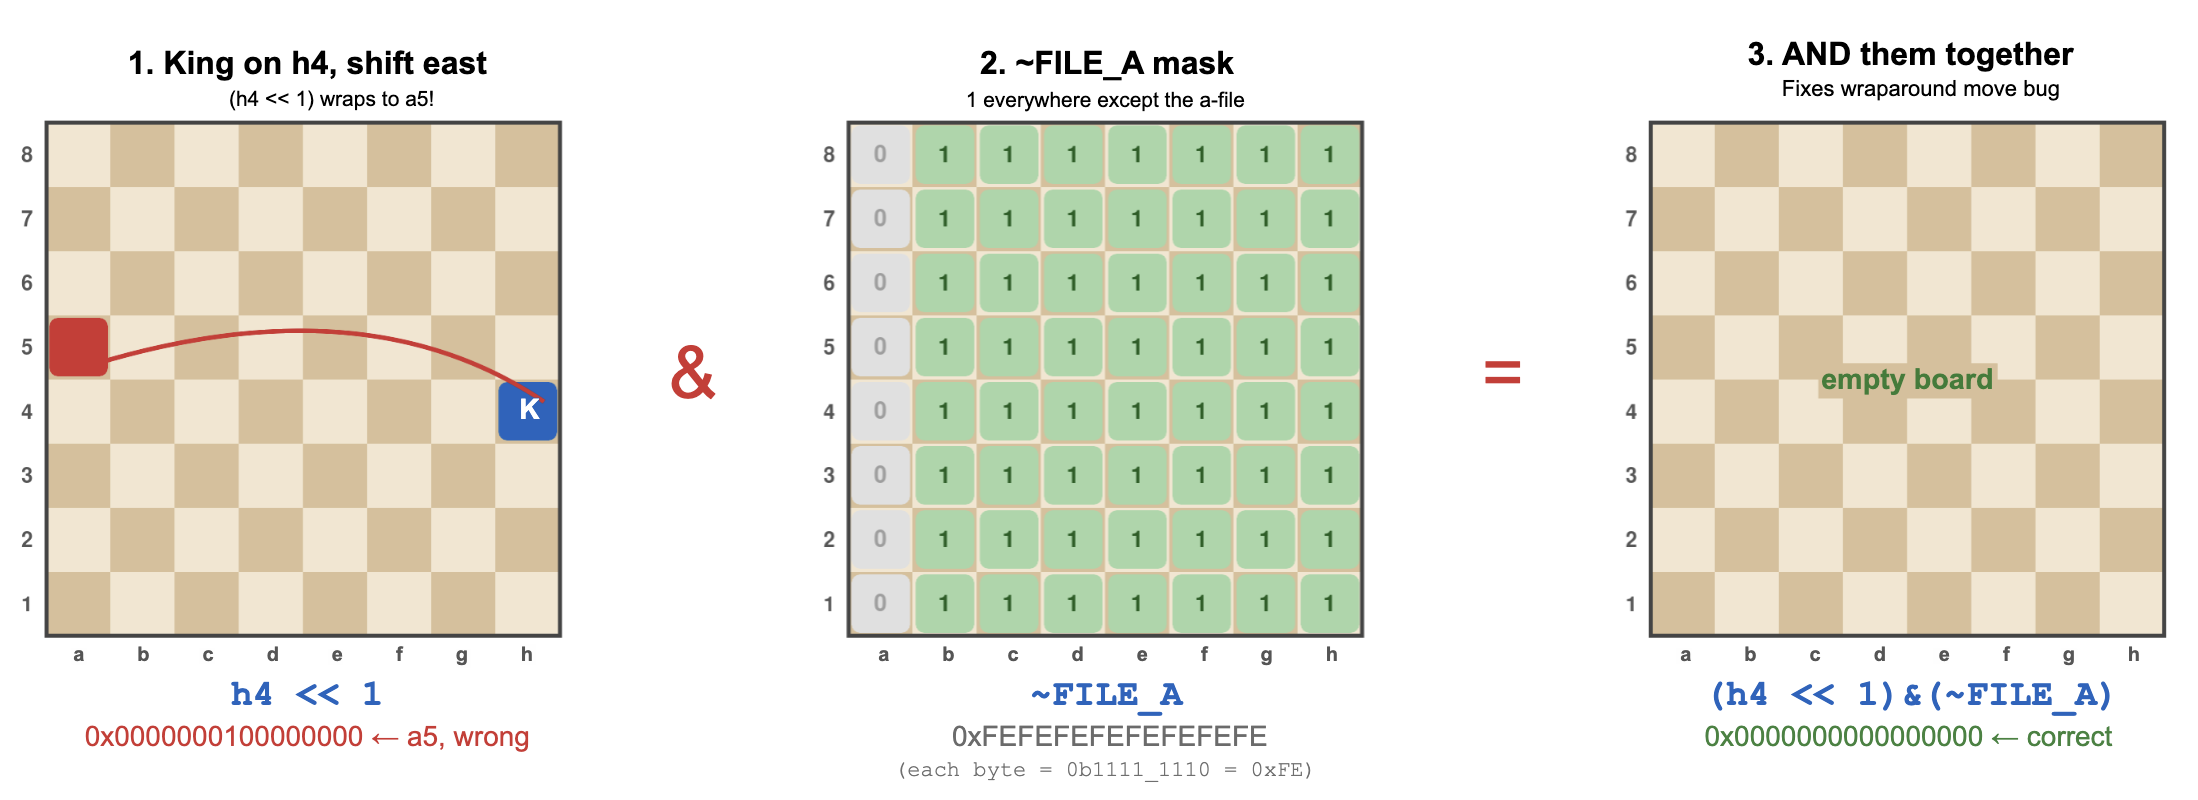 1. King on h4, shift east
(h4 << 1) wraps to a5!
8
7
6
5
4 K
3
2
1
a b c d e f g h
h4 << 1
0x0000000100000000 ← a5, wrong
&
2. ~FILE_A mask
1 everywhere except the a-file
8 0 1 1 1 1 1 1 1
7 0 1 1 1 1 1 1 1
6 0 1 1 1 1 1 1 1
5 0 1 1 1 1 1 1 1
4 0 1 1 1 1 1 1 1
3 0 1 1 1 1 1 1 1
2 0 1 1 1 1 1 1 1
1 0 1 1 1 1 1 1 1
a b c d e f g h
~FILE_A
0xFEFEFEFEFEFEFEFE
(each byte = 0b1111_1110 = 0xFE)
=
3. AND them together
Fixes wraparound move bug
8
7
6
5
empty board
4
3
2
1
a b c d e f g h
(h4 << 1)&(~FILE_A)
0x0000000000000000 ← correct